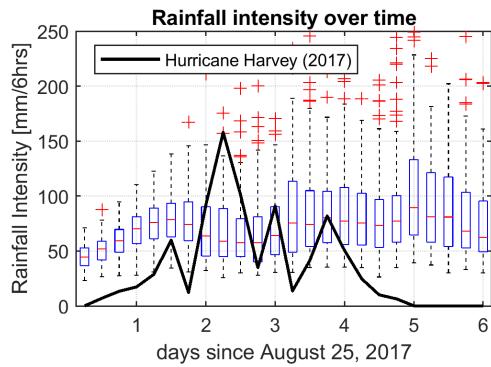 Rainfall intensity over time
Rainfall Intensity [mm/6hrs]
250
200
150
100
50
0
Hurricane Harvey (2017)
1 2 3 4 5 6
days since August 25, 2017